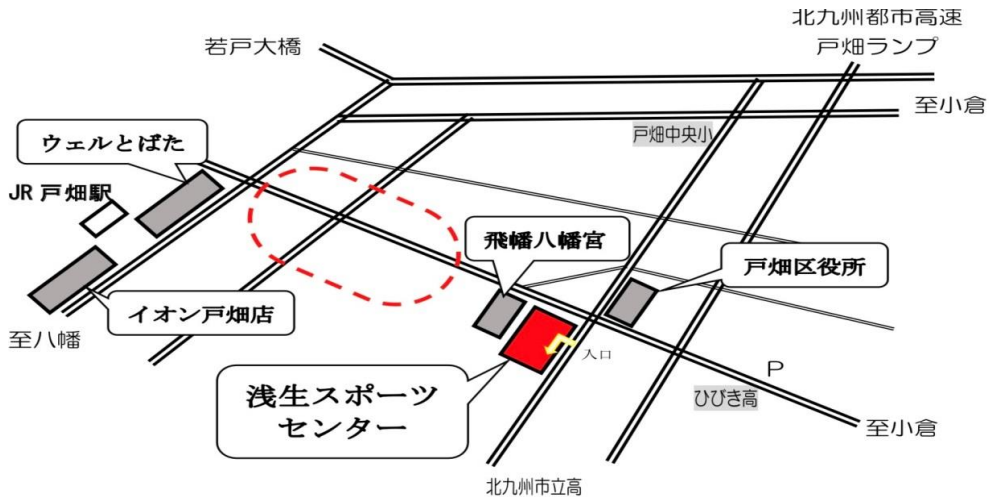 北九州都市高速
戸畑ランプ
若戸大橋
至小倉
戸畑中央小
ウェルとばた
JR 戸畑駅
飛幡八幡宮
戸畑区役所
イオン戸畑店
至八幡
入口
P
浅生スポーツ
センター
ひびき高
至小倉
北九州市立高